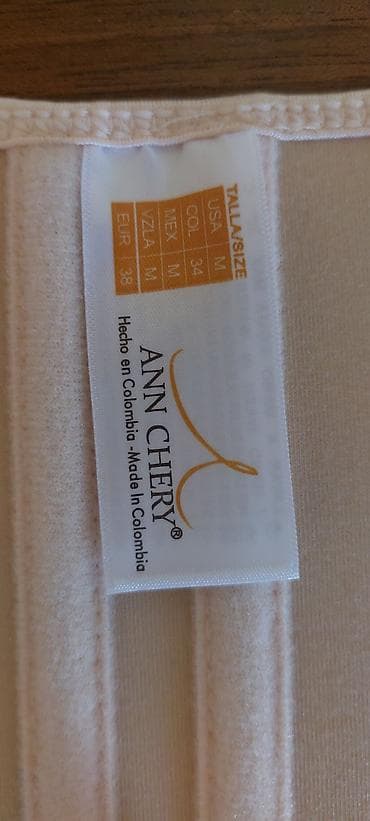 TALLA/SIZE
USA M
COL 34
MEX M
VZLA M
EUR 38
ANN CHERY®
Hecho en Colombia -Made In Colombia